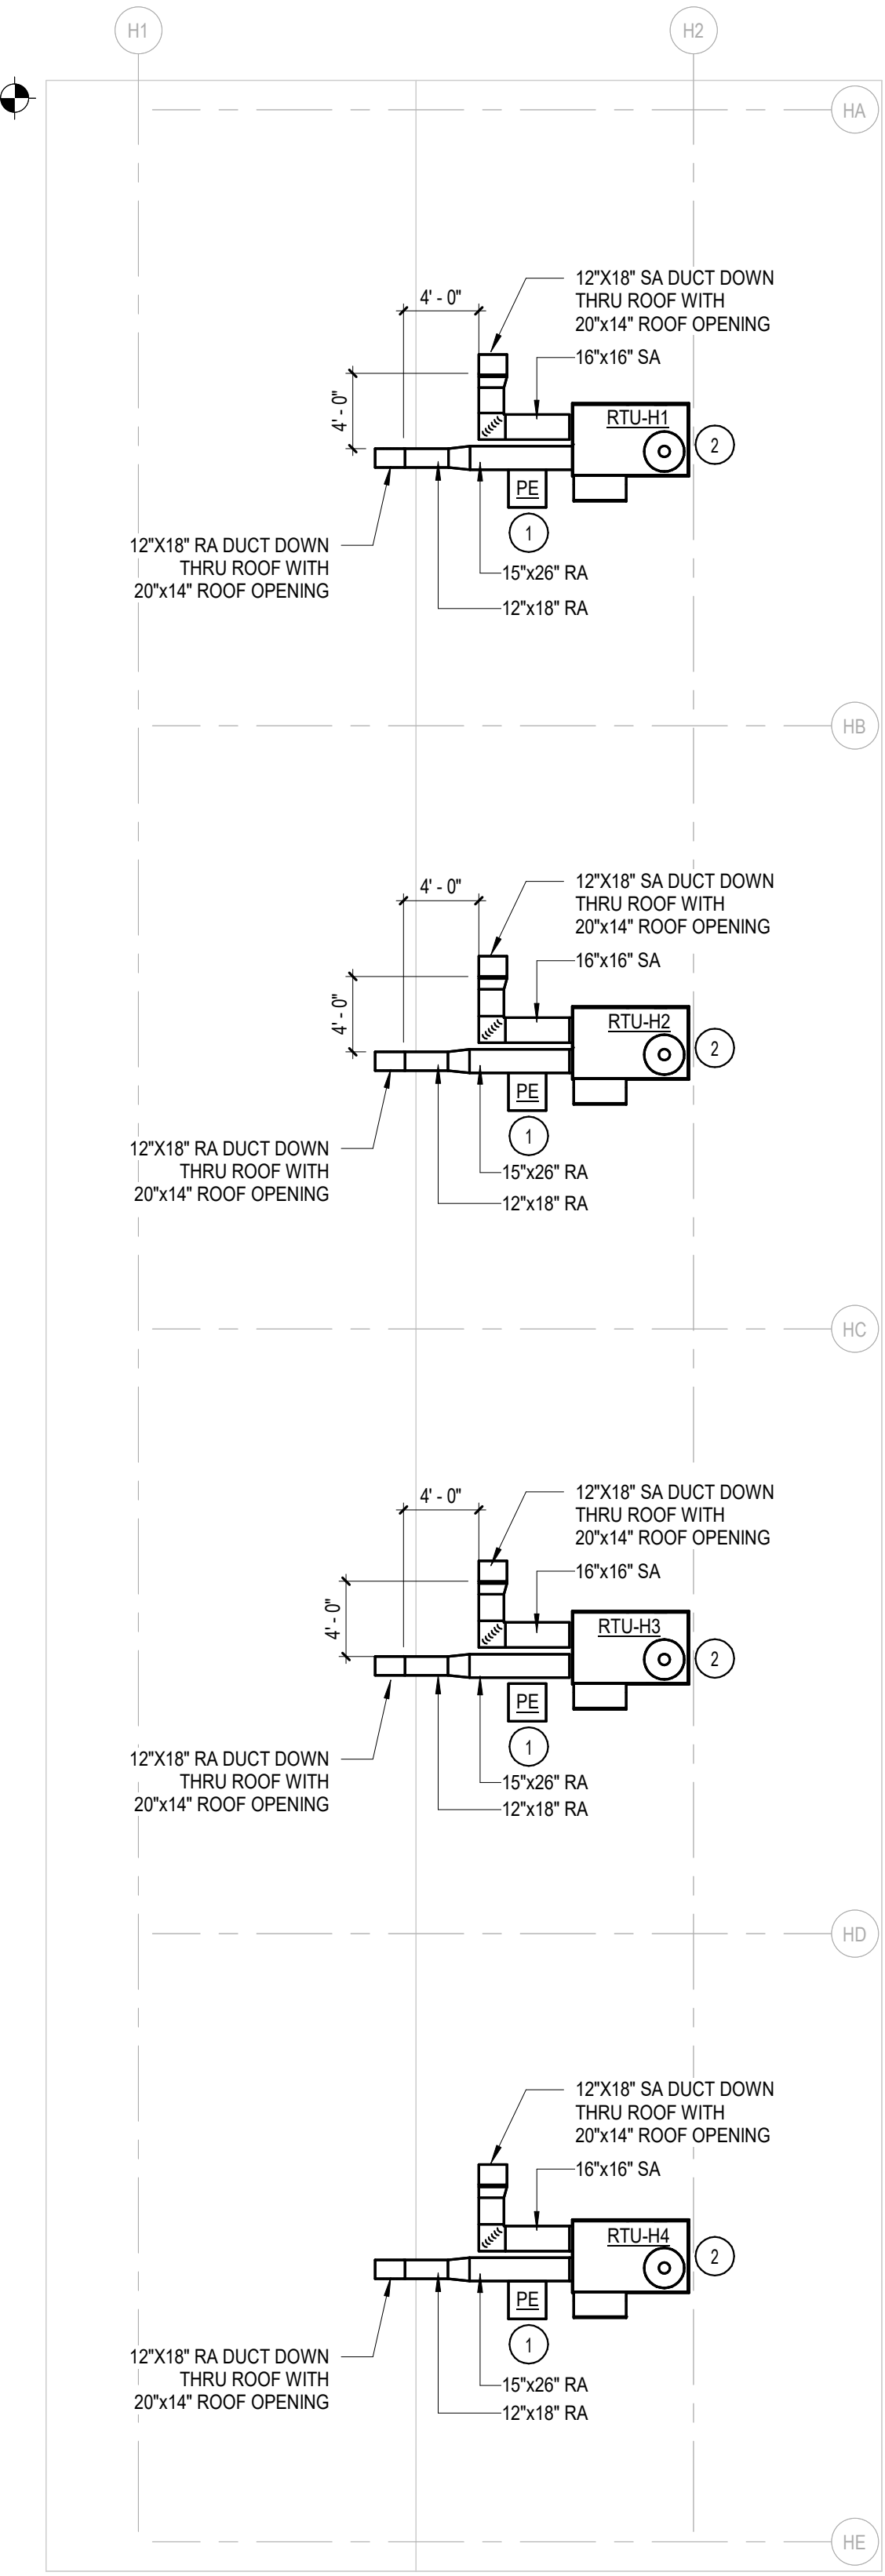 H1
H2
HA
12"X18" SA DUCT DOWN
THRU ROOF WITH
20"x14" ROOF OPENING
4' - 0"
16"x16" SA
4' - 0"
RTU-H1
2
PE
1
12"X18" RA DUCT DOWN
THRU ROOF WITH
20"x14" ROOF OPENING
15"x26" RA
12"x18" RA
HB
12"X18" SA DUCT DOWN
THRU ROOF WITH
20"x14" ROOF OPENING
4' - 0"
16"x16" SA
4' - 0"
RTU-H2
2
PE
1
12"X18" RA DUCT DOWN
THRU ROOF WITH
20"x14" ROOF OPENING
15"x26" RA
12"x18" RA
HC
12"X18" SA DUCT DOWN
THRU ROOF WITH
20"x14" ROOF OPENING
4' - 0"
16"x16" SA
4' - 0"
RTU-H3
2
PE
1
12"X18" RA DUCT DOWN
THRU ROOF WITH
20"x14" ROOF OPENING
15"x26" RA
12"x18" RA
HD
12"X18" SA DUCT DOWN
THRU ROOF WITH
20"x14" ROOF OPENING
16"x16" SA
RTU-H4
2
PE
1
12"X18" RA DUCT DOWN
THRU ROOF WITH
20"x14" ROOF OPENING
15"x26" RA
12"x18" RA
HE